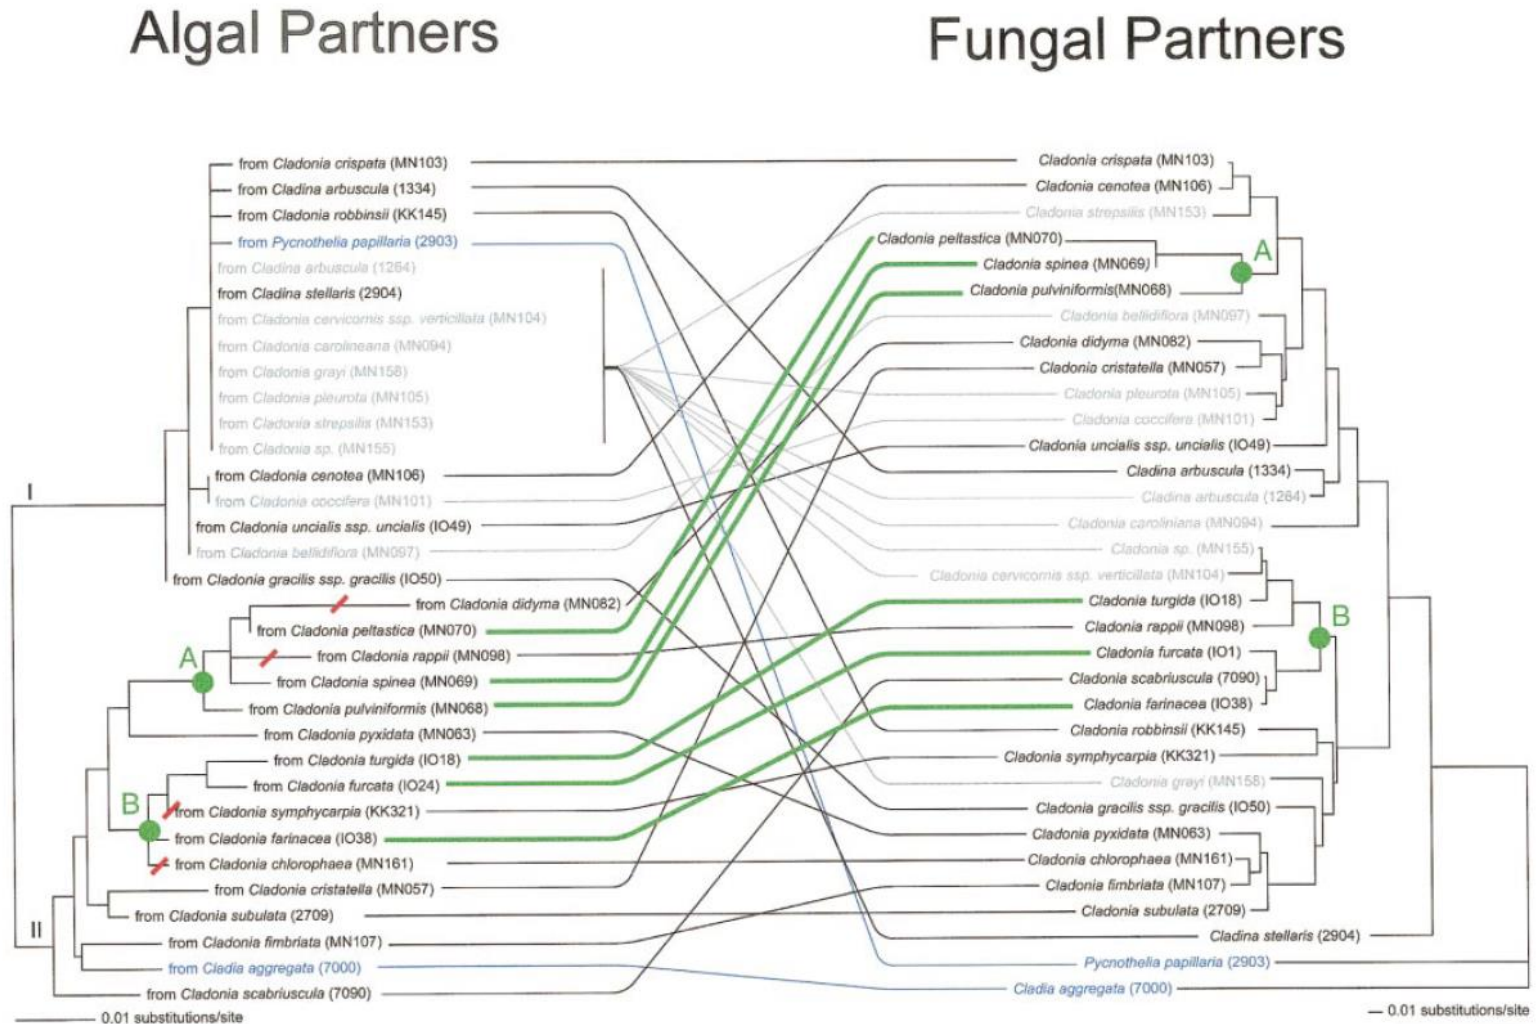 Algal Partners
Fungal Partners
from Cladonia crispata (MN103)
from Cladina arbuscula (1334)
from Cladonia robbinsii (KK145)
from Pycnothelia papillaria (2903)
from Cladina arbuscula (1264)
from Cladina stellaris (2904)
from Cladonia cervicornis ssp. verticillata (MN104)
from Cladonia carolineana (MN094)
from Cladonia grayi (MN158)
from Cladonia pleurota (MN105)
from Cladonia strepsilis (MN153)
from Cladonia sp. (MN155)
from Cladonia cenotea (MN106)
from Cladonia coccifera (MN101)
from Cladonia uncialis ssp. uncialis (IO49)
from Cladonia bellidiflora (MN097)
from Cladonia gracilis ssp. gracilis (IO50)
from Cladonia didyma (MN082)
from Cladonia peltastica (MN070)
from Cladonia rappii (MN098)
from Cladonia spinea (MN069)
from Cladonia pulviniformis (MN068)
from Cladonia pyxidata (MN063)
from Cladonia turgida (IO18)
from Cladonia furcata (IO24)
from Cladonia symphycarpia (KK321)
from Cladonia farinacea (IO38)
from Cladonia chlorophaea (MN161)
from Cladonia cristatella (MN057)
from Cladonia subulata (2709)
from Cladonia fimbriata (MN107)
from Cladia aggregata (7000)
from Cladonia scabriuscula (7090)
I
II
A
B
0.01 substitutions/site
Cladonia crispata (MN103)
Cladonia cenotea (MN106)
Cladonia strepsilis (MN153)
Cladonia peltastica (MN070)
Cladonia spinea (MN069)
Cladonia pulviniformis(MN068)
Cladonia bellidiflora (MN097)
Cladonia didyma (MN082)
Cladonia cristatella (MN057)
Cladonia pleurota (MN105)
Cladonia coccifera (MN101)
Cladonia uncialis ssp. uncialis (IO49)
Cladina arbuscula (1334)
Cladina arbuscula (1264)
Cladonia caroliniana (MN094)
Cladonia sp. (MN155)
Cladonia cervicornis ssp. verticillata (MN104)
Cladonia turgida (IO18)
Cladonia rappii (MN098)
Cladonia furcata (IO1)
Cladonia scabriuscula (7090)
Cladonia farinacea (IO38)
Cladonia robbinsii (KK145)
Cladonia symphycarpia (KK321)
Cladonia grayi (MN158)
Cladonia gracilis ssp. gracilis (IO50)
Cladonia pyxidata (MN063)
Cladonia chlorophaea (MN161)
Cladonia fimbriata (MN107)
Cladonia subulata (2709)
Cladina stellaris (2904)
Pycnothelia papillaria (2903)
Cladia aggregata (7000)
A
B
0.01 substitutions/site